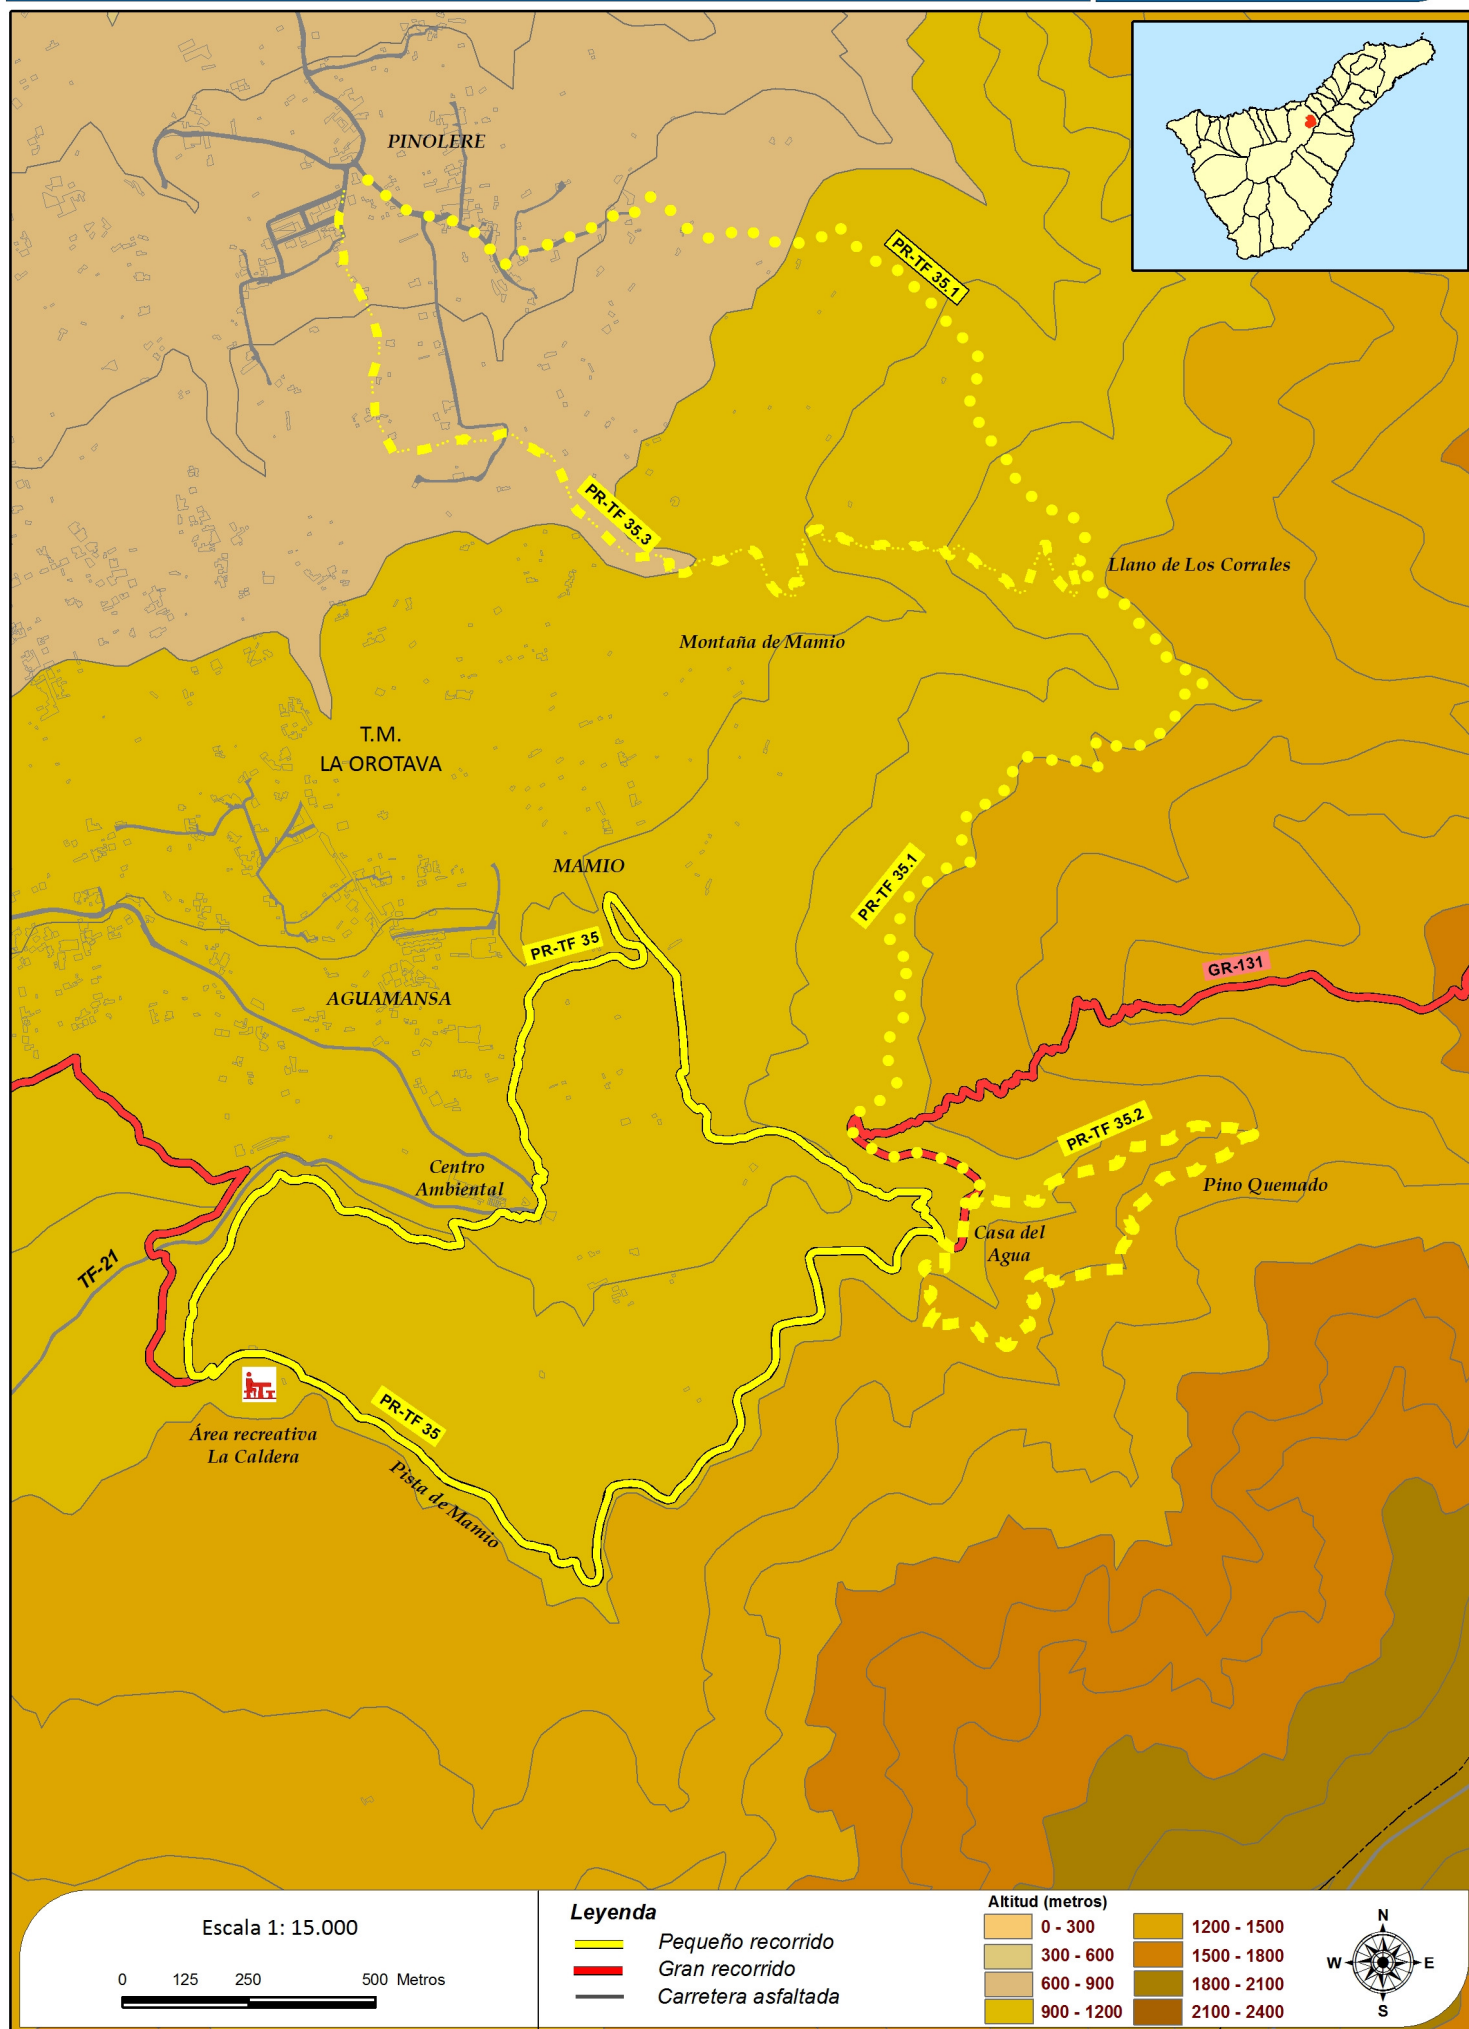 PINOLERE
PR-TF 35.1
PR-TF 35.3
Llano de Los Corrales
Montaña de Mamio
T.M.
LA OROTAVA
MAMIO
PR-TF 35.1
PR-TF 35
GR-131
AGUAMANSA
PR-TF 35.2
Centro
Ambiental
Pino Quemado
Casa del
Agua
TF-21
PR-TF 35
Área recreativa
La Caldera
Pista de Mamio
Escala 1: 15.000
0 125 250 500 Metros
Leyenda
Pequeño recorrido
Gran recorrido
Carretera asfaltada
Altitud (metros)
0 - 300
300 - 600
600 - 900
900 - 1200
1200 - 1500
1500 - 1800
1800 - 2100
2100 - 2400
N
W E
S